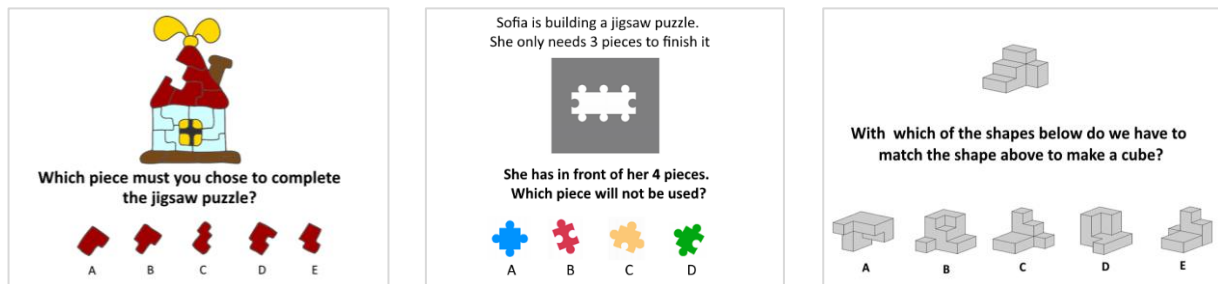 Which piece must you chose to complete
the jigsaw puzzle?
A B C D E
Sofia is building a jigsaw puzzle.
She only needs 3 pieces to finish it
She has in front of her 4 pieces.
Which piece will not be used?
A B C D
With which of the shapes below do we have to
match the shape above to make a cube?
A B C D E